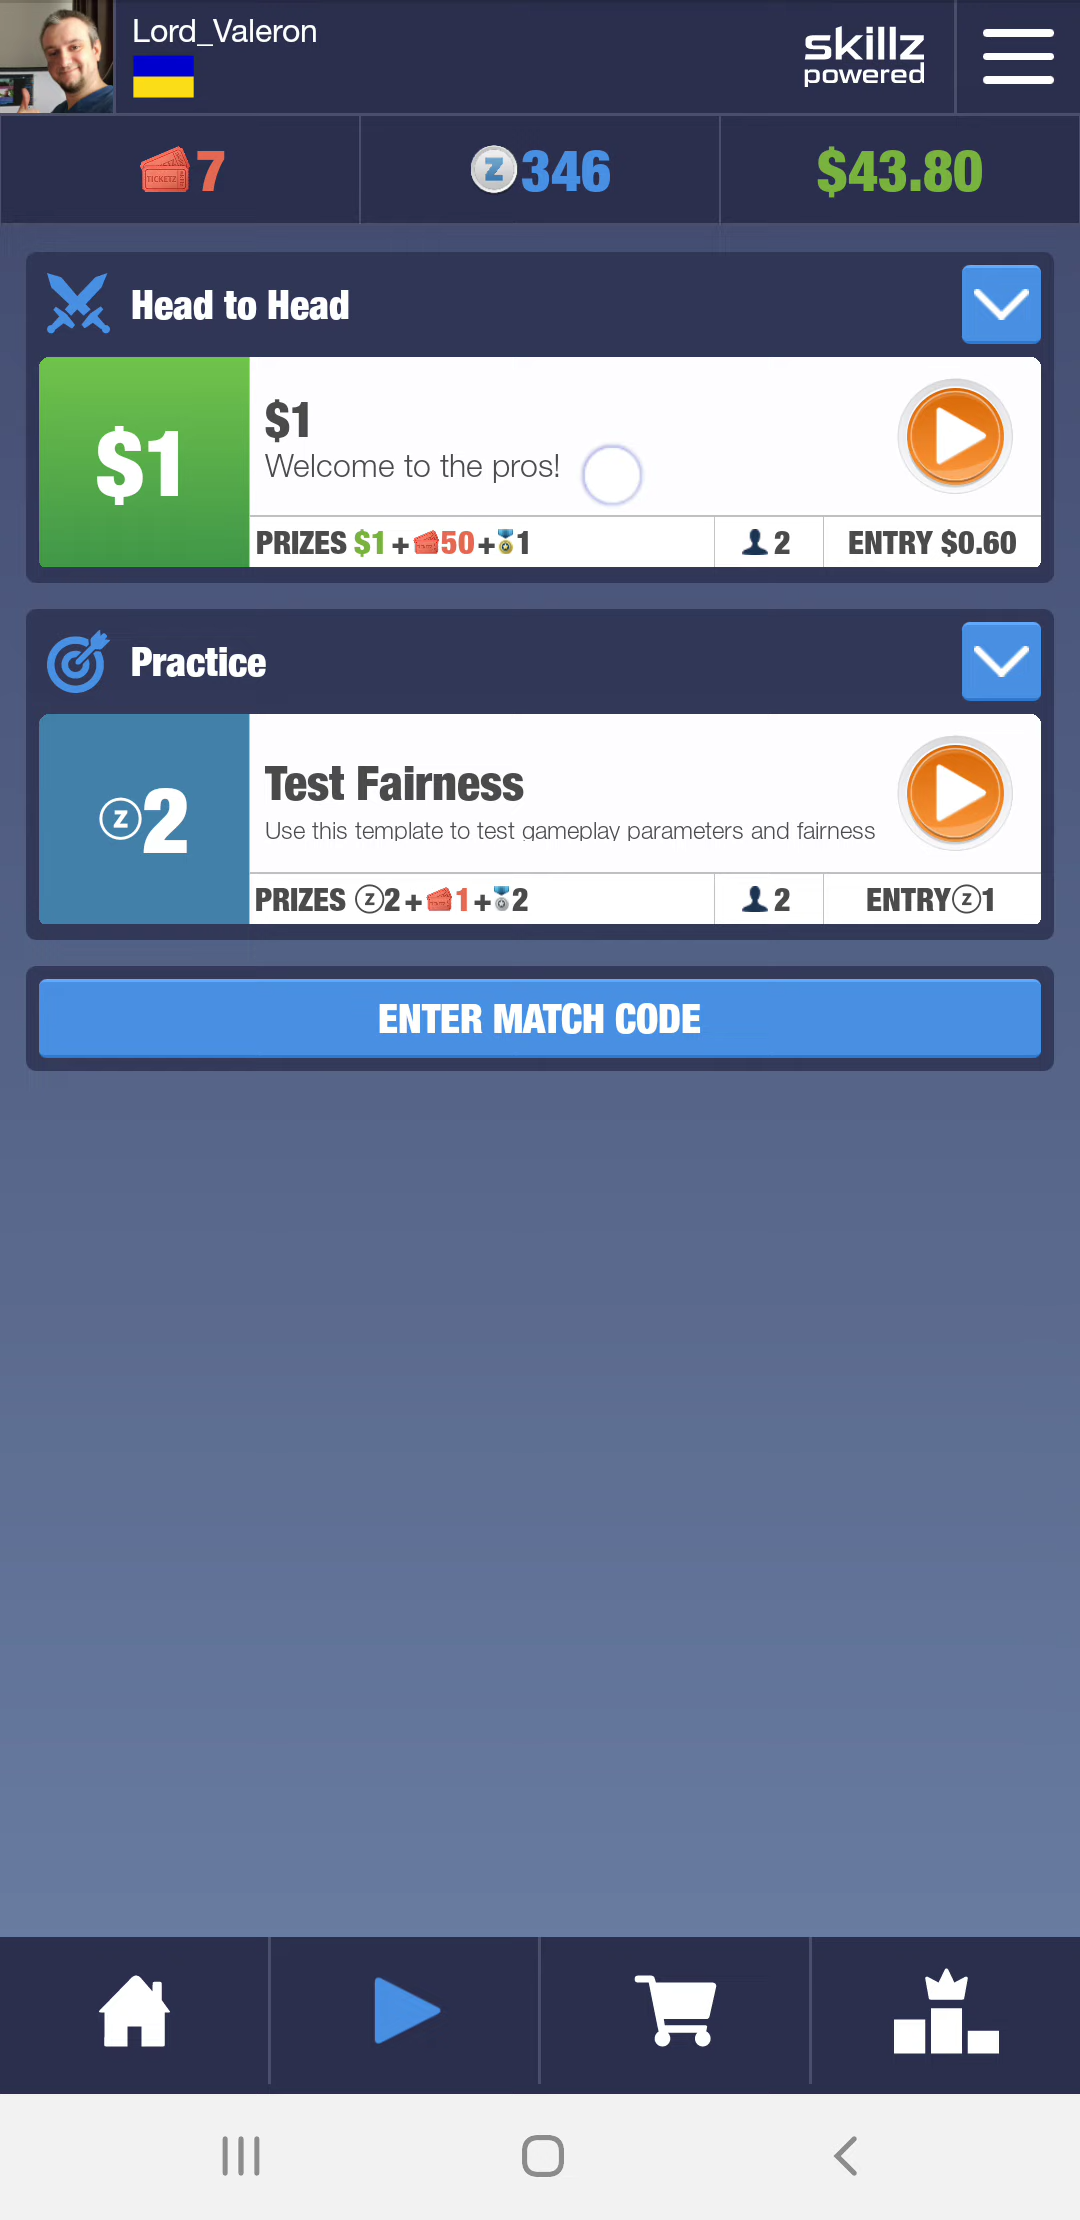 Lord_Valeron
skillz
powered
TICKETZ 7
Z 346
$43.80
Head to Head
$1
$1
Welcome to the pros!
PRIZES $1 + 50 + 1
2
ENTRY $0.60
Practice
Z 2
Test Fairness
Use this template to test gameplay parameters and fairness
PRIZES Z 2 + 1 + 2
2
ENTRY Z 1
ENTER MATCH CODE